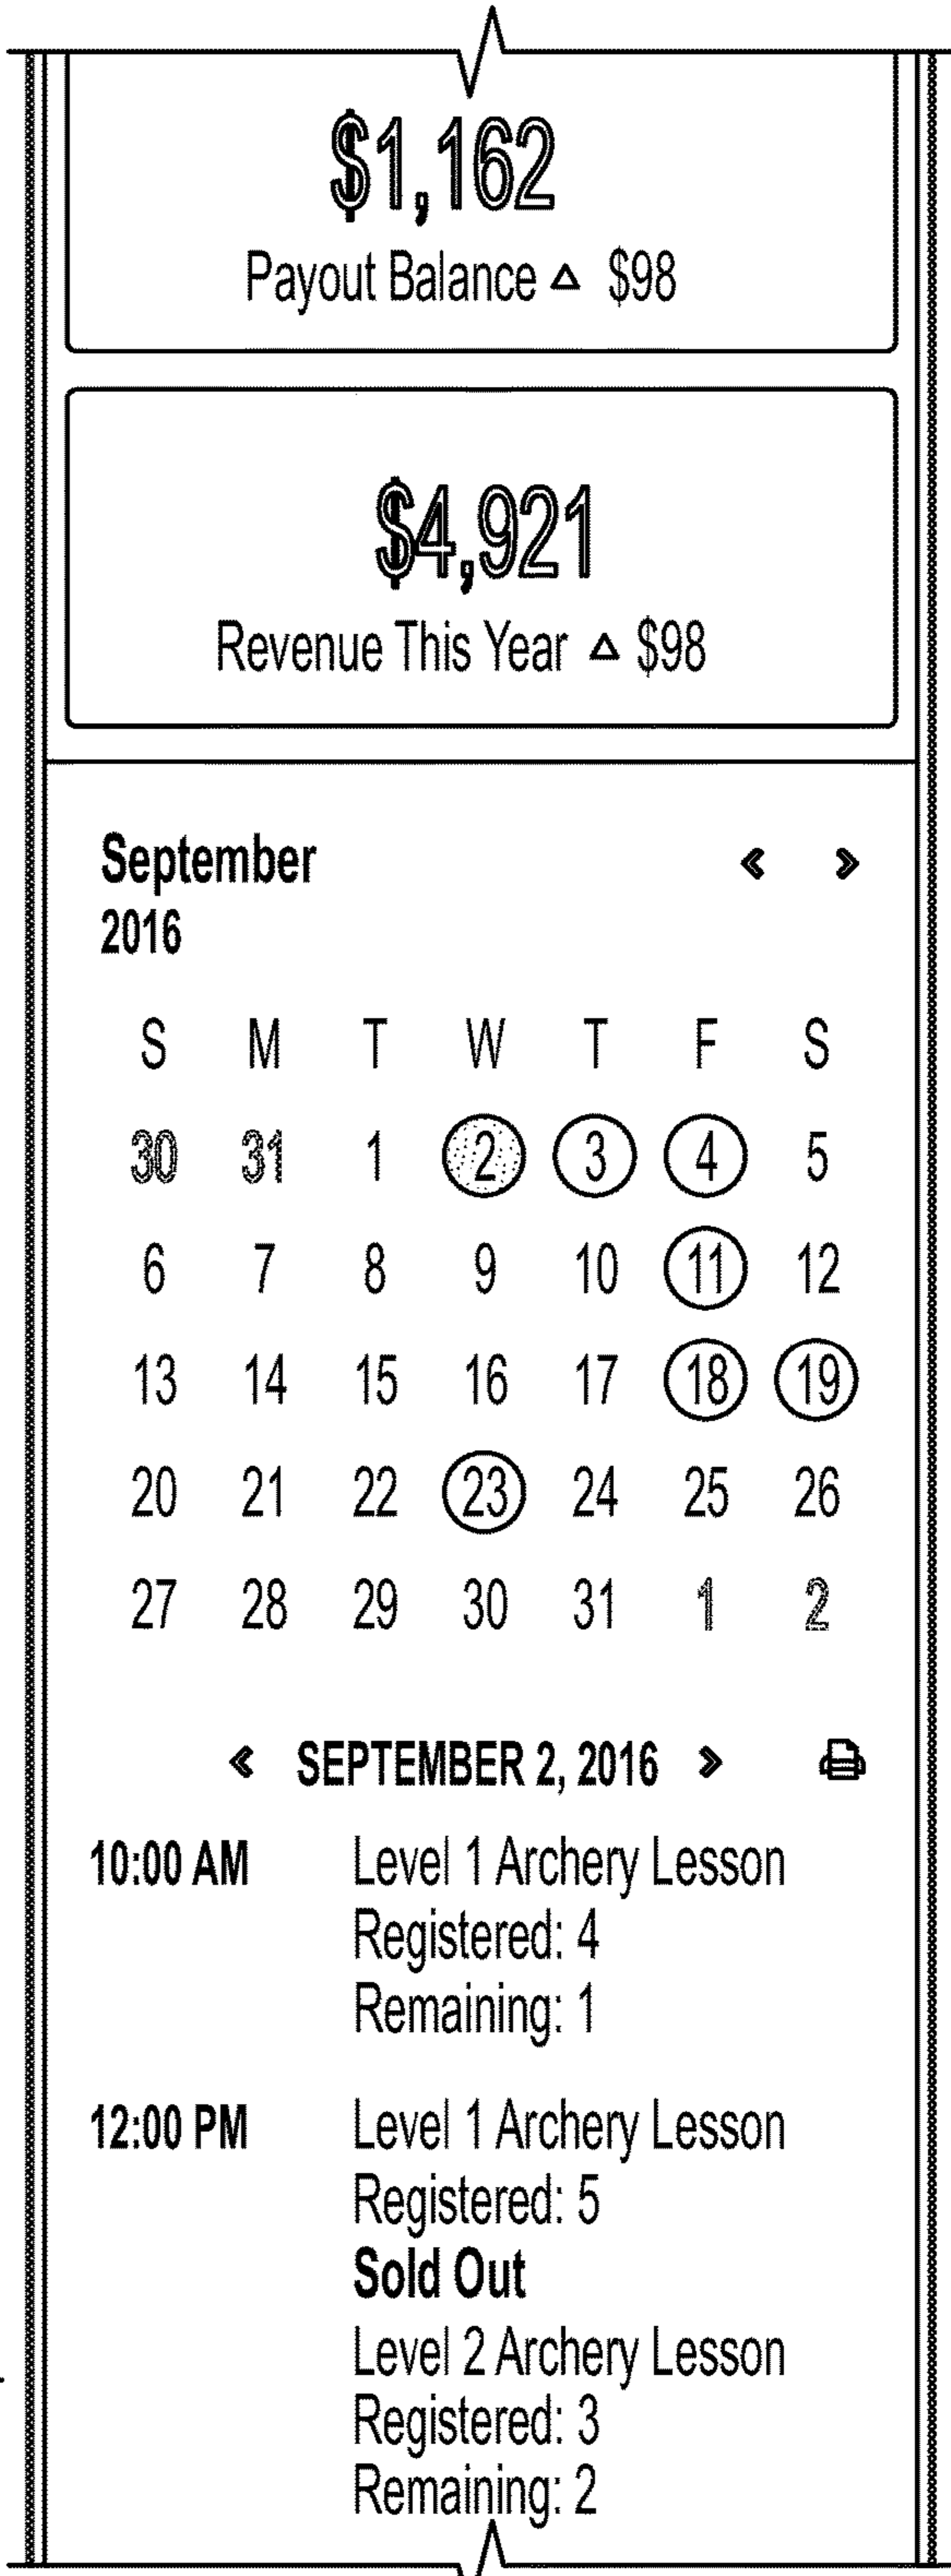 $1,162
Payout Balance △ $98
$4,921
Revenue This Year △ $98
September
2016
S M T W T F S
30 31 1 2 3 4 5
6 7 8 9 10 11 12
13 14 15 16 17 18 19
20 21 22 23 24 25 26
27 28 29 30 31 1 2
SEPTEMBER 2, 2016
10:00 AM Level 1 Archery Lesson
Registered: 4
Remaining: 1
12:00 PM Level 1 Archery Lesson
Registered: 5
Sold Out
Level 2 Archery Lesson
Registered: 3
Remaining: 2